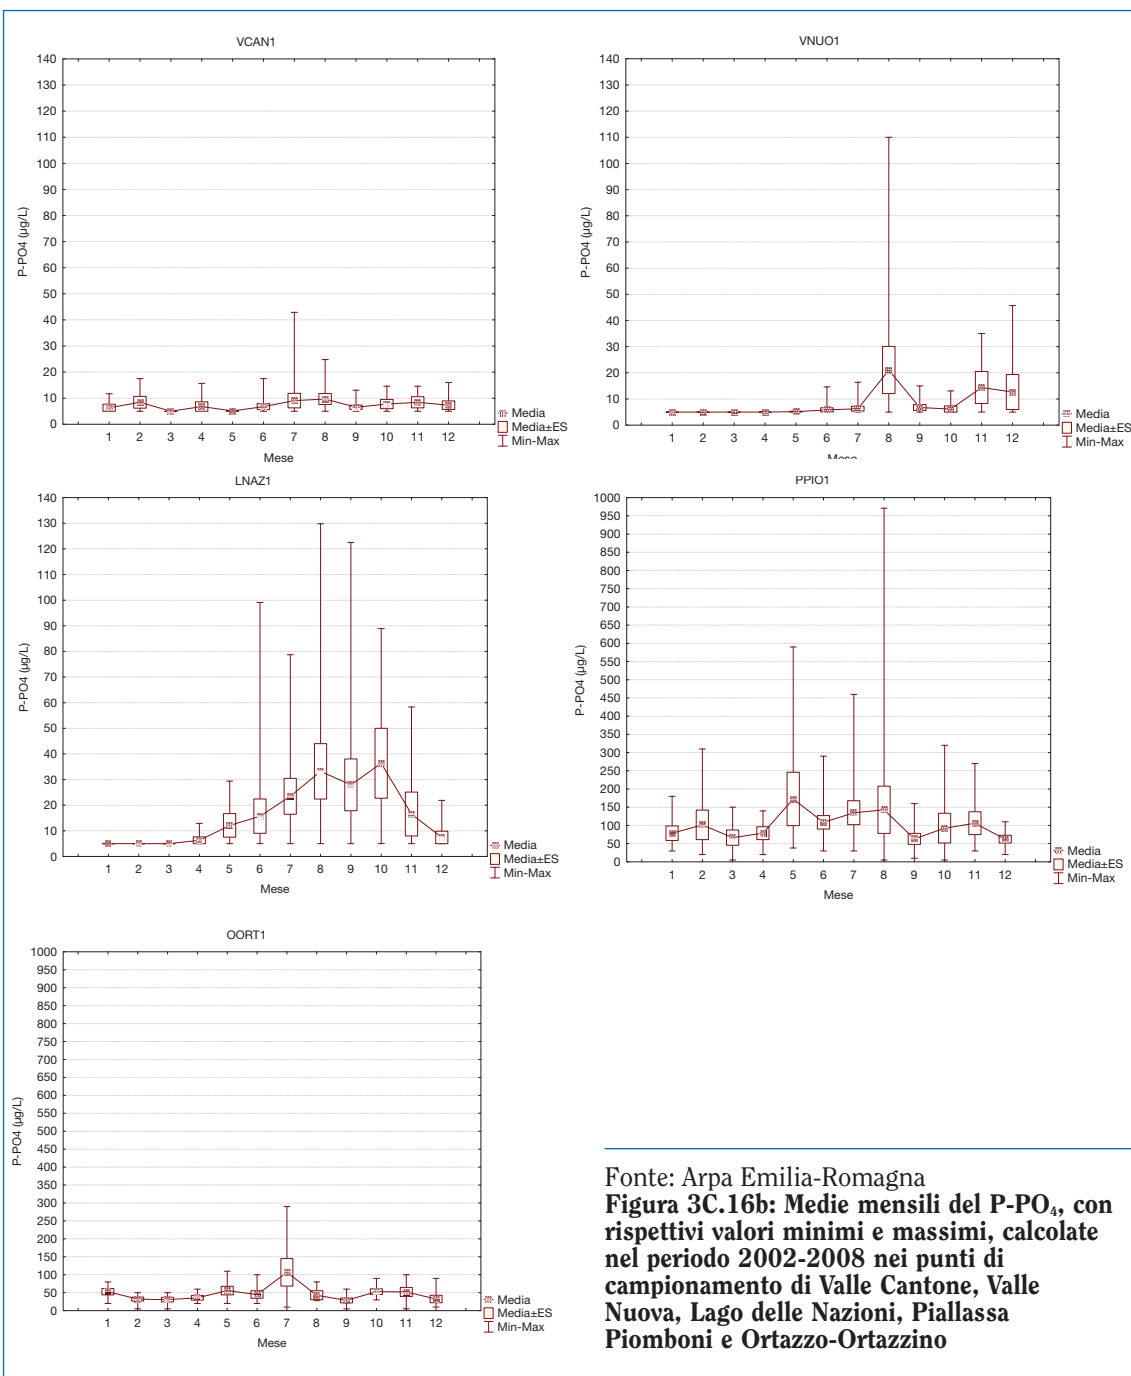 VCAN1
140
130
120
110
100
90
80
70
60
50
40
30
20
10
0
P-PO4 (µg/L)
1 2 3 4 5 6 7 8 9 10 11 12
Mese
Media
Media±ES
Min-Max
VNUO1
140
130
120
110
100
90
80
70
60
50
40
30
20
10
0
P-PO4 (µg/L)
1 2 3 4 5 6 7 8 9 10 11 12
Mese
Media
Media±ES
Min-Max
LNAZ1
140
130
120
110
100
90
80
70
60
50
40
30
20
10
0
P-PO4 (µg/L)
1 2 3 4 5 6 7 8 9 10 11 12
Mese
Media
Media±ES
Min-Max
PPIO1
1000
950
900
850
800
750
700
650
600
550
500
450
400
350
300
250
200
150
100
50
0
P-PO4 (µg/L)
1 2 3 4 5 6 7 8 9 10 11 12
Mese
Media
Media±ES
Min-Max
OORT1
1000
950
900
850
800
750
700
650
600
550
500
450
400
350
300
250
200
150
100
50
0
P-PO4 (µg/L)
1 2 3 4 5 6 7 8 9 10 11 12
Mese
Media
Media±ES
Min-Max
Fonte: Arpa Emilia-Romagna
Figura 3C.16b: Medie mensili del P-PO₄, con
rispettivi valori minimi e massimi, calcolate
nel periodo 2002-2008 nei punti di
campionamento di Valle Cantone, Valle
Nuova, Lago delle Nazioni, Piallassa
Piomboni e Ortazzo-Ortazzino